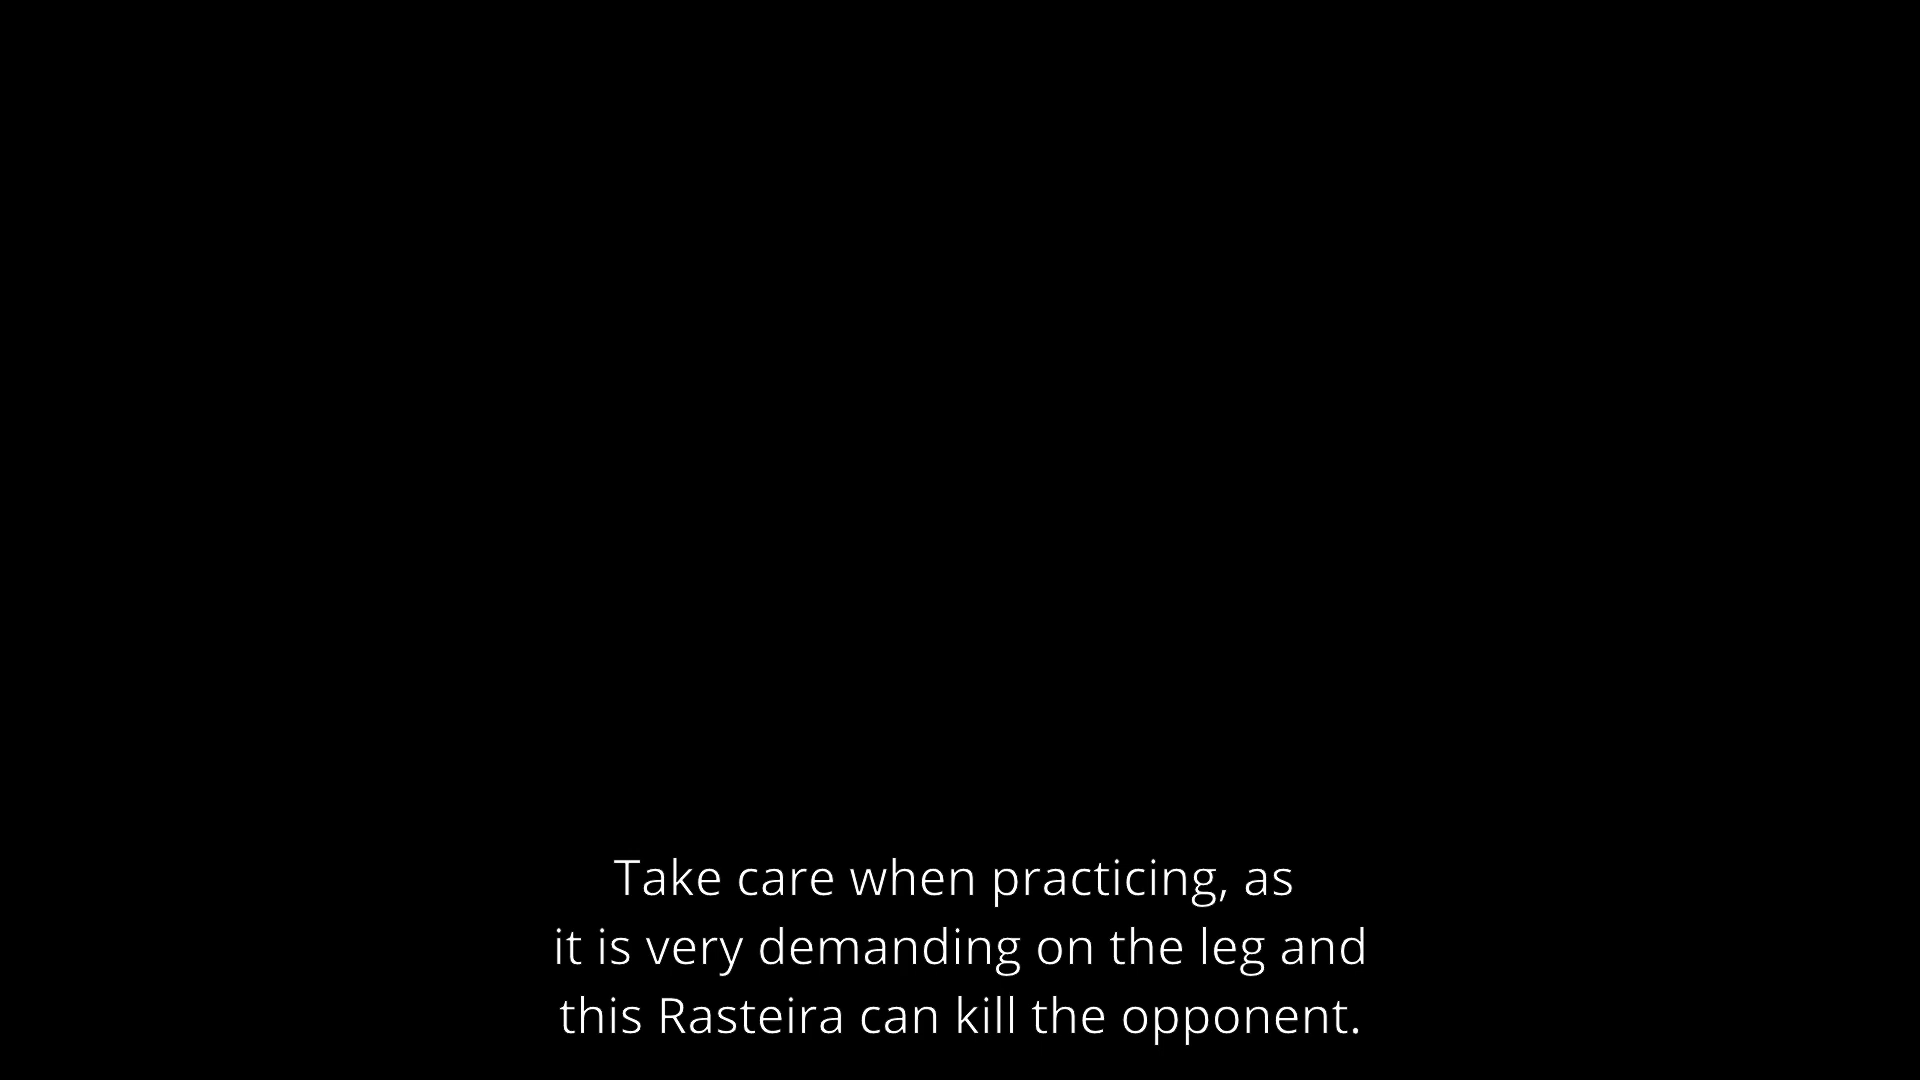 Take care when practicing, as
it is very demanding on the leg and
this Rasteira can kill the opponent.